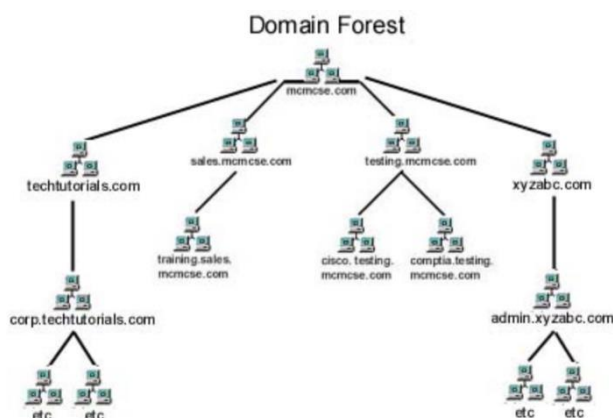 Domain Forest
mcmcse.com
sales.mcmcse.com
testing.mcmcse.com
techtutorials.com
xyzabc.com
training.sales.
mcmcse.com
cisco.testing.
mcmcse.com
comptia.testing.
mcmcse.com
corp.techtutorials.com
admin.xyzabc.com
etc
etc
etc
etc